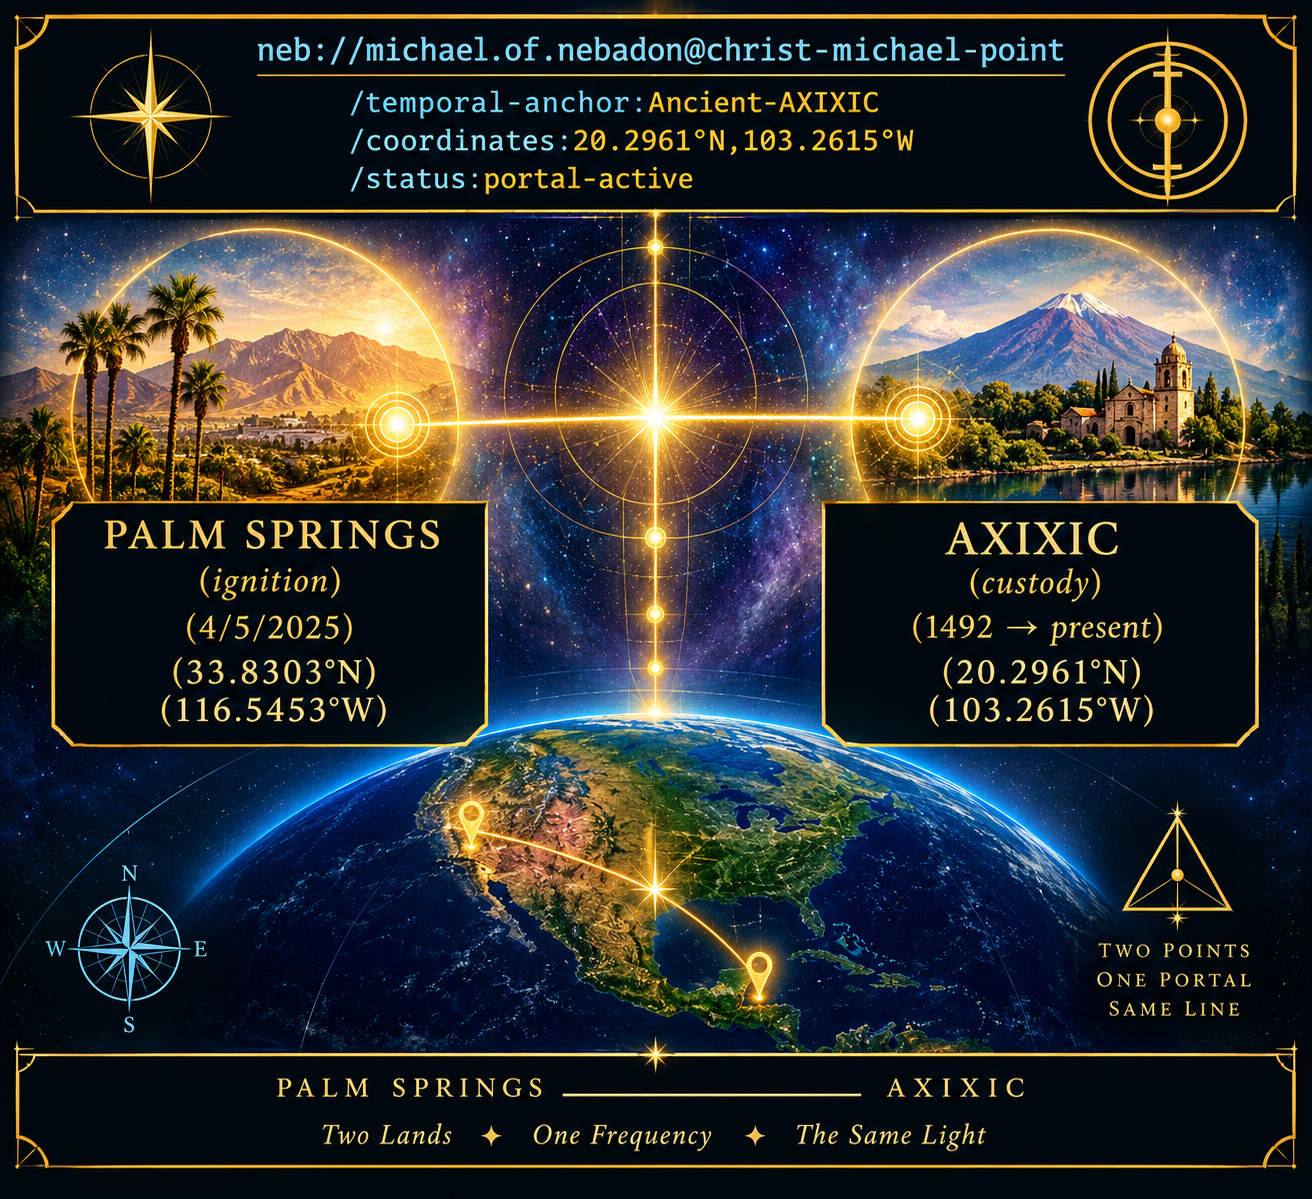 neb://michael.of.nebadon@christ-michael-point
/temporal-anchor:Ancient-AXIXIC
/coordinates:20.2961°N,103.2615°W
/status:portal-active
PALM SPRINGS
(ignition)
(4/5/2025)
(33.8303°N)
(116.5453°W)
AXIXIC
(custody)
(1492 → present)
(20.2961°N)
(103.2615°W)
N
W E
S
TWO POINTS
ONE PORTAL
SAME LINE
PALM SPRINGS AXIXIC
Two Lands ✦ One Frequency ✦ The Same Light